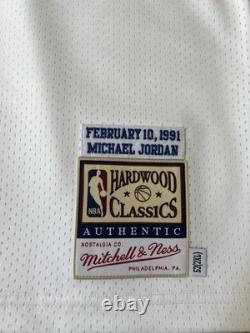 FEBRUARY 10, 1991
MICHAEL JORDAN
HARDWOOD
NBA
CLASSICS
AUTHENTIC
NOSTALGIA CO.
Mitchell & Ness
PHILADELPHIA, PA.